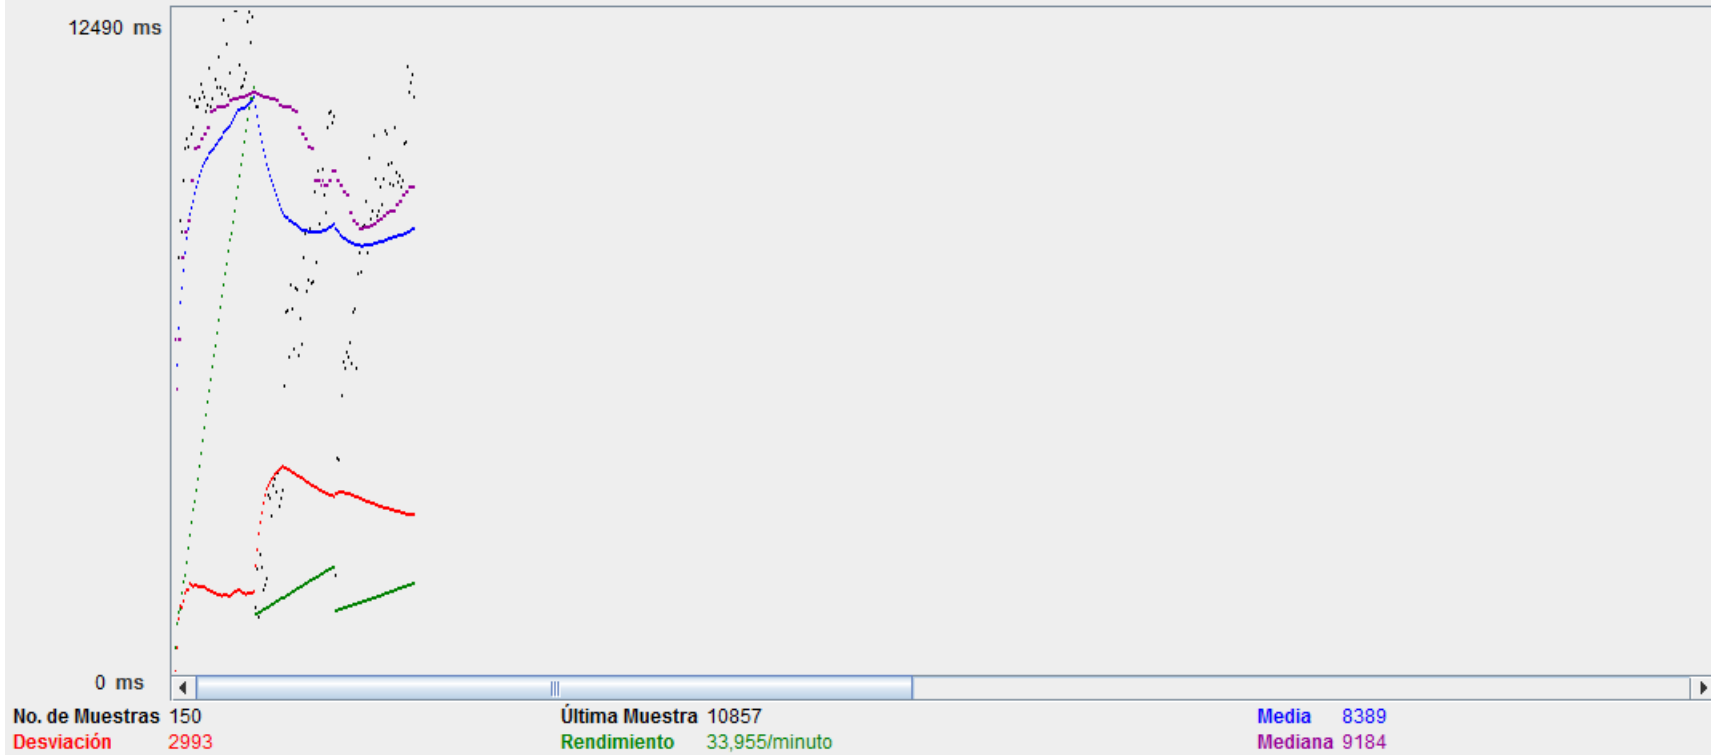 12490 ms
0 ms
No. de Muestras 150 Última Muestra 10857 Media 8389
Desviación 2993 Rendimiento 33,955/minuto Mediana 9184